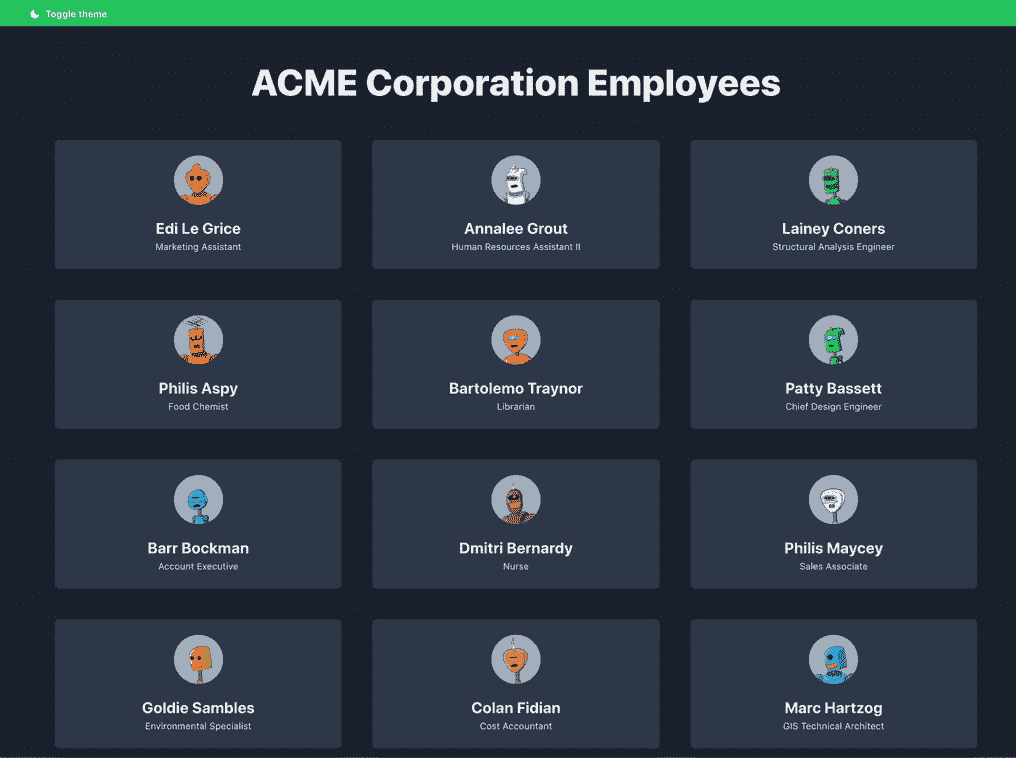 Toggle theme
ACME Corporation Employees
Edi Le Grice
Marketing Assistant
Annalee Grout
Human Resources Assistant II
Lainey Coners
Structural Analysis Engineer
Philis Aspy
Food Chemist
Bartolemo Traynor
Librarian
Patty Bassett
Chief Design Engineer
Barr Bockman
Account Executive
Dmitri Bernardy
Nurse
Philis Maycey
Sales Associate
Goldie Sambles
Environmental Specialist
Colan Fidian
Cost Accountant
Marc Hartzog
GIS Technical Architect